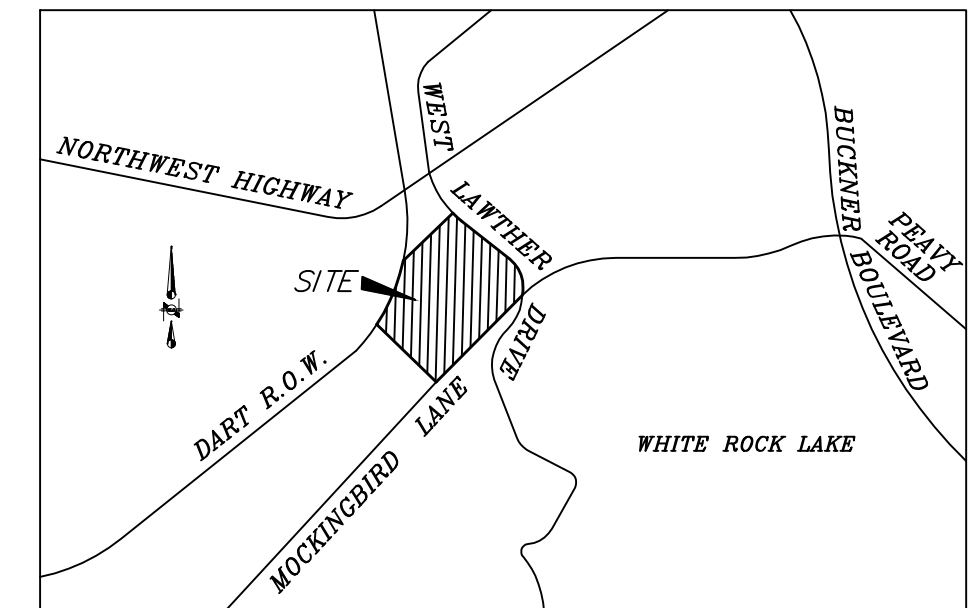 WEST
NORTHWEST HIGHWAY
LAWTHER
DRIVE
BUCKNER
BOULEVARD
PEAVY
ROAD
SITE
DART R.O.W.
MOCKINGBIRD LANE
WHITE ROCK LAKE